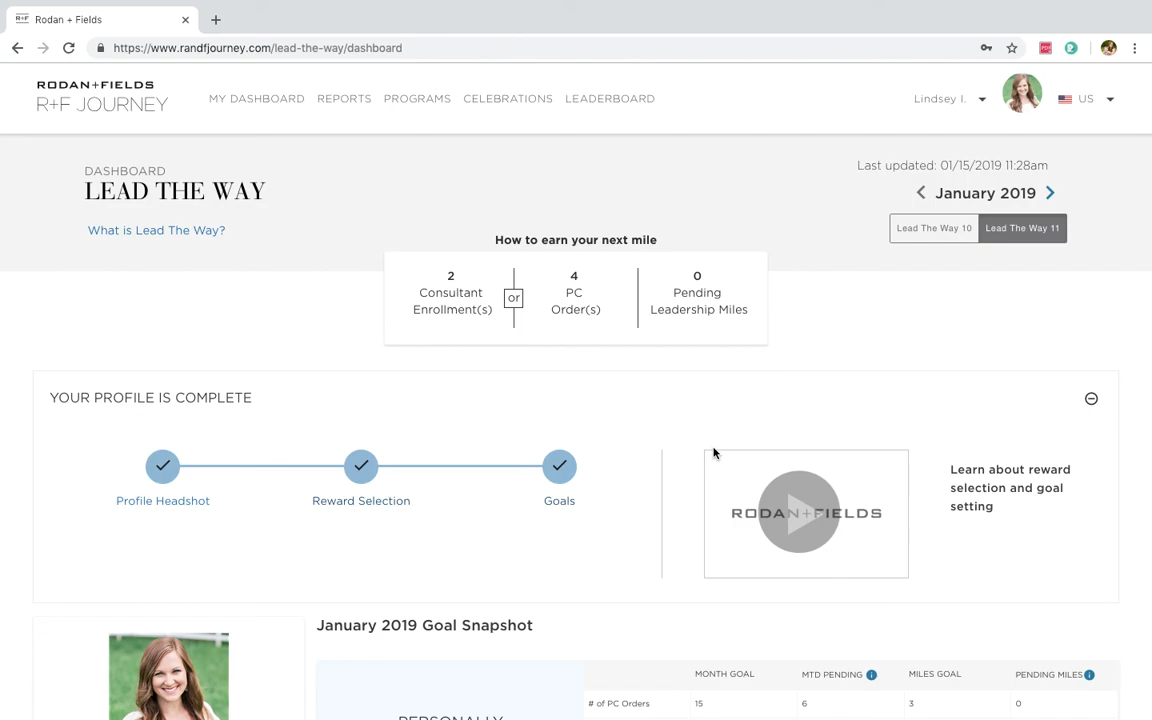 R+F Rodan + Fields
https://www.randfjourney.com/lead-the-way/dashboard
PDF
RODAN+FIELDS
R+F JOURNEY
MY DASHBOARD REPORTS PROGRAMS CELEBRATIONS LEADERBOARD
Lindsey I.
US
DASHBOARD
LEAD THE WAY
What is Lead The Way?
Last updated: 01/15/2019 11:28am
January 2019
Lead The Way 10 Lead The Way 11
How to earn your next mile
2
Consultant
Enrollment(s)
or
4
PC
Order(s)
0
Pending
Leadership Miles
YOUR PROFILE IS COMPLETE
Profile Headshot
Reward Selection
Goals
RODAN+FIELDS
Learn about reward
selection and goal
setting
January 2019 Goal Snapshot
PERSONALLY
MONTH GOAL MTD PENDING i MILES GOAL PENDING MILES i
# of PC Orders 15 6 3 0